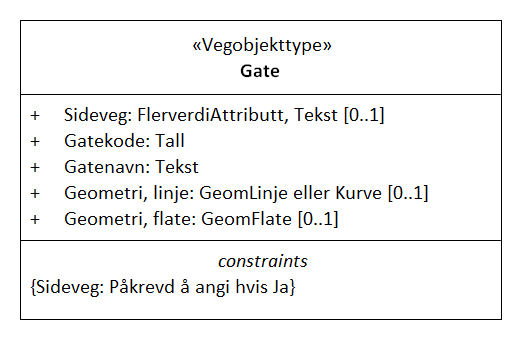 «Vegobjekttype»
Gate
+ Sideveg: FlerverdiAttributt, Tekst [0..1]
+ Gatekode: Tall
+ Gatenavn: Tekst
+ Geometri, linje: GeomLinje eller Kurve [0..1]
+ Geometri, flate: GeomFlate [0..1]
constraints
{Sideveg: Påkrevd å angi hvis Ja}